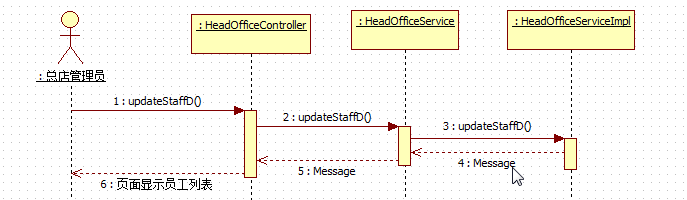 : HeadOfficeController
: HeadOfficeService
: HeadOfficeServiceImpl
: 总店管理员
1 : updateStaffD()
2 : updateStaffD()
3 : updateStaffD()
4 : Message
5 : Message
6 : 页面显示员工列表